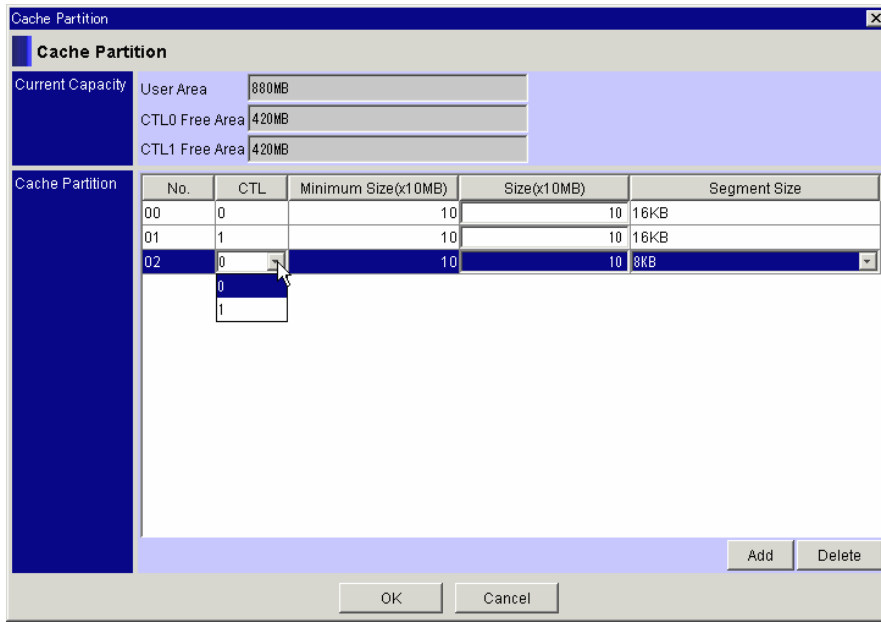 Cache Partition
Cache Partition
Current Capacity
User Area 880MB
CTL0 Free Area 420MB
CTL1 Free Area 420MB
Cache Partition
No. CTL Minimum Size(x10MB) Size(x10MB) Segment Size
00 0 10 10 16KB
01 1 10 10 16KB
02 0 10 10 8KB
0
1
Add Delete
OK Cancel